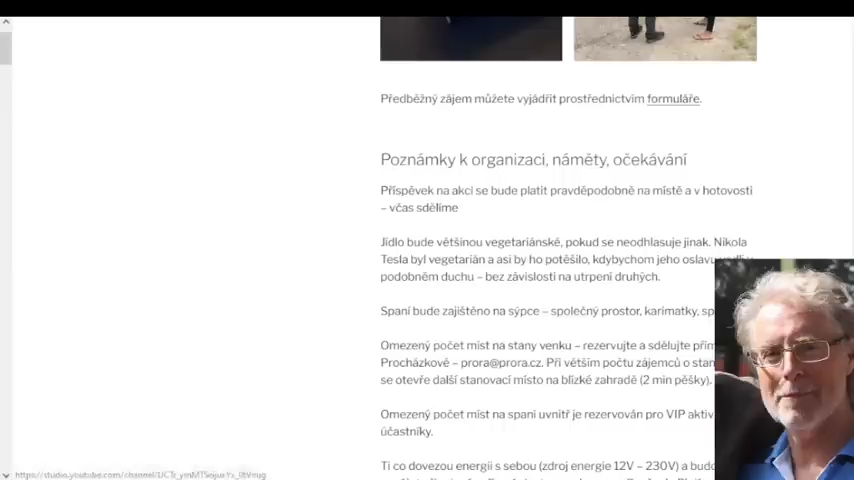 Předběžný zájem můžete vyjádřit prostřednictvím formuláře.
Poznámky k organizaci, náměty, očekávání
Příspěvek na akci se bude platit pravděpodobně na místě a v hotovosti
– včas sdělíme
Jídlo bude většinou vegetariánské, pokud se neodhlasuje jinak. Nikola
Tesla byl vegetarián a asi by ho potěšilo, kdybychom jeho oslavu vedli v
podobném duchu – bez závislosti na utrpení druhých.
Spaní bude zajištěno na sýpce – společný prostor, karimatky,
Omezený počet míst na stany venku – rezervujte a sdělujte
Procházkově – prora@prora.cz. Při větším počtu zájemců o
se otevře další stanovací místo na blízké zahradě (2 min pěšky).
Omezený počet míst na spaní uvnitř je rezervován pro VIP
účastníky.
Ti co dovezou energii s sebou (zdroj energie 12V – 230V) a